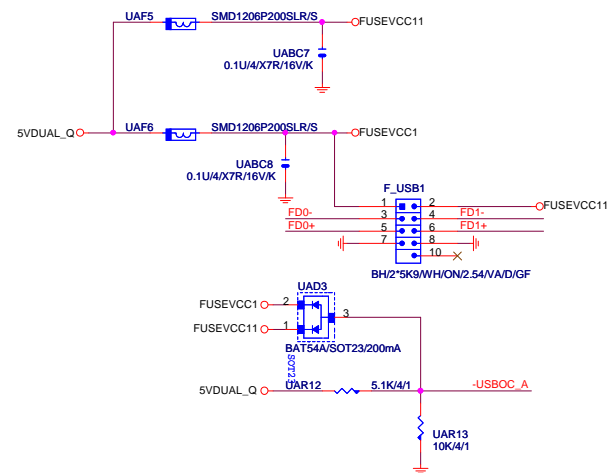 UAF5 SMD1206P200SLR/S FUSEVCC11
UABC7
0.1U/4/X7R/16V/K
5VDUAL_Q UAF6 SMD1206P200SLR/S FUSEVCC1
UABC8
0.1U/4/X7R/16V/K
F_USB1
1 2 FUSEVCC11
FD0- 3 4 FD1-
FD0+ 5 6 FD1+
7 8
10
BH/2*5K9/WH/ON/2.54/VA/D/GF
UAD3
FUSEVCC1 2
3
FUSEVCC11 1
BAT54A/SOT23/200mA
SOT23
5VDUAL_Q UAR12 5.1K/4/1 -USBOC_A
UAR13
10K/4/1